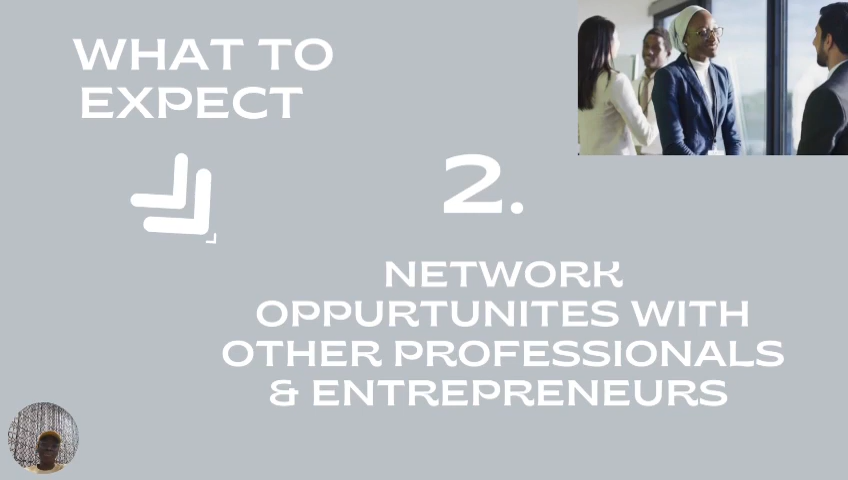 WHAT TO
EXPECT
2.
NETWORK
OPPURTUNITES WITH
OTHER PROFESSIONALS
& ENTREPRENEURS